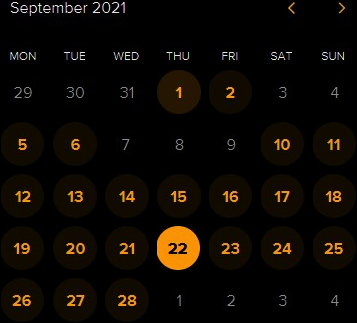 September 2021
MON TUE WED THU FRI SAT SUN
29 30 31 1 2 3 4
5 6 7 8 9 10 11
12 13 14 15 16 17 18
19 20 21 22 23 24 25
26 27 28 1 2 3 4